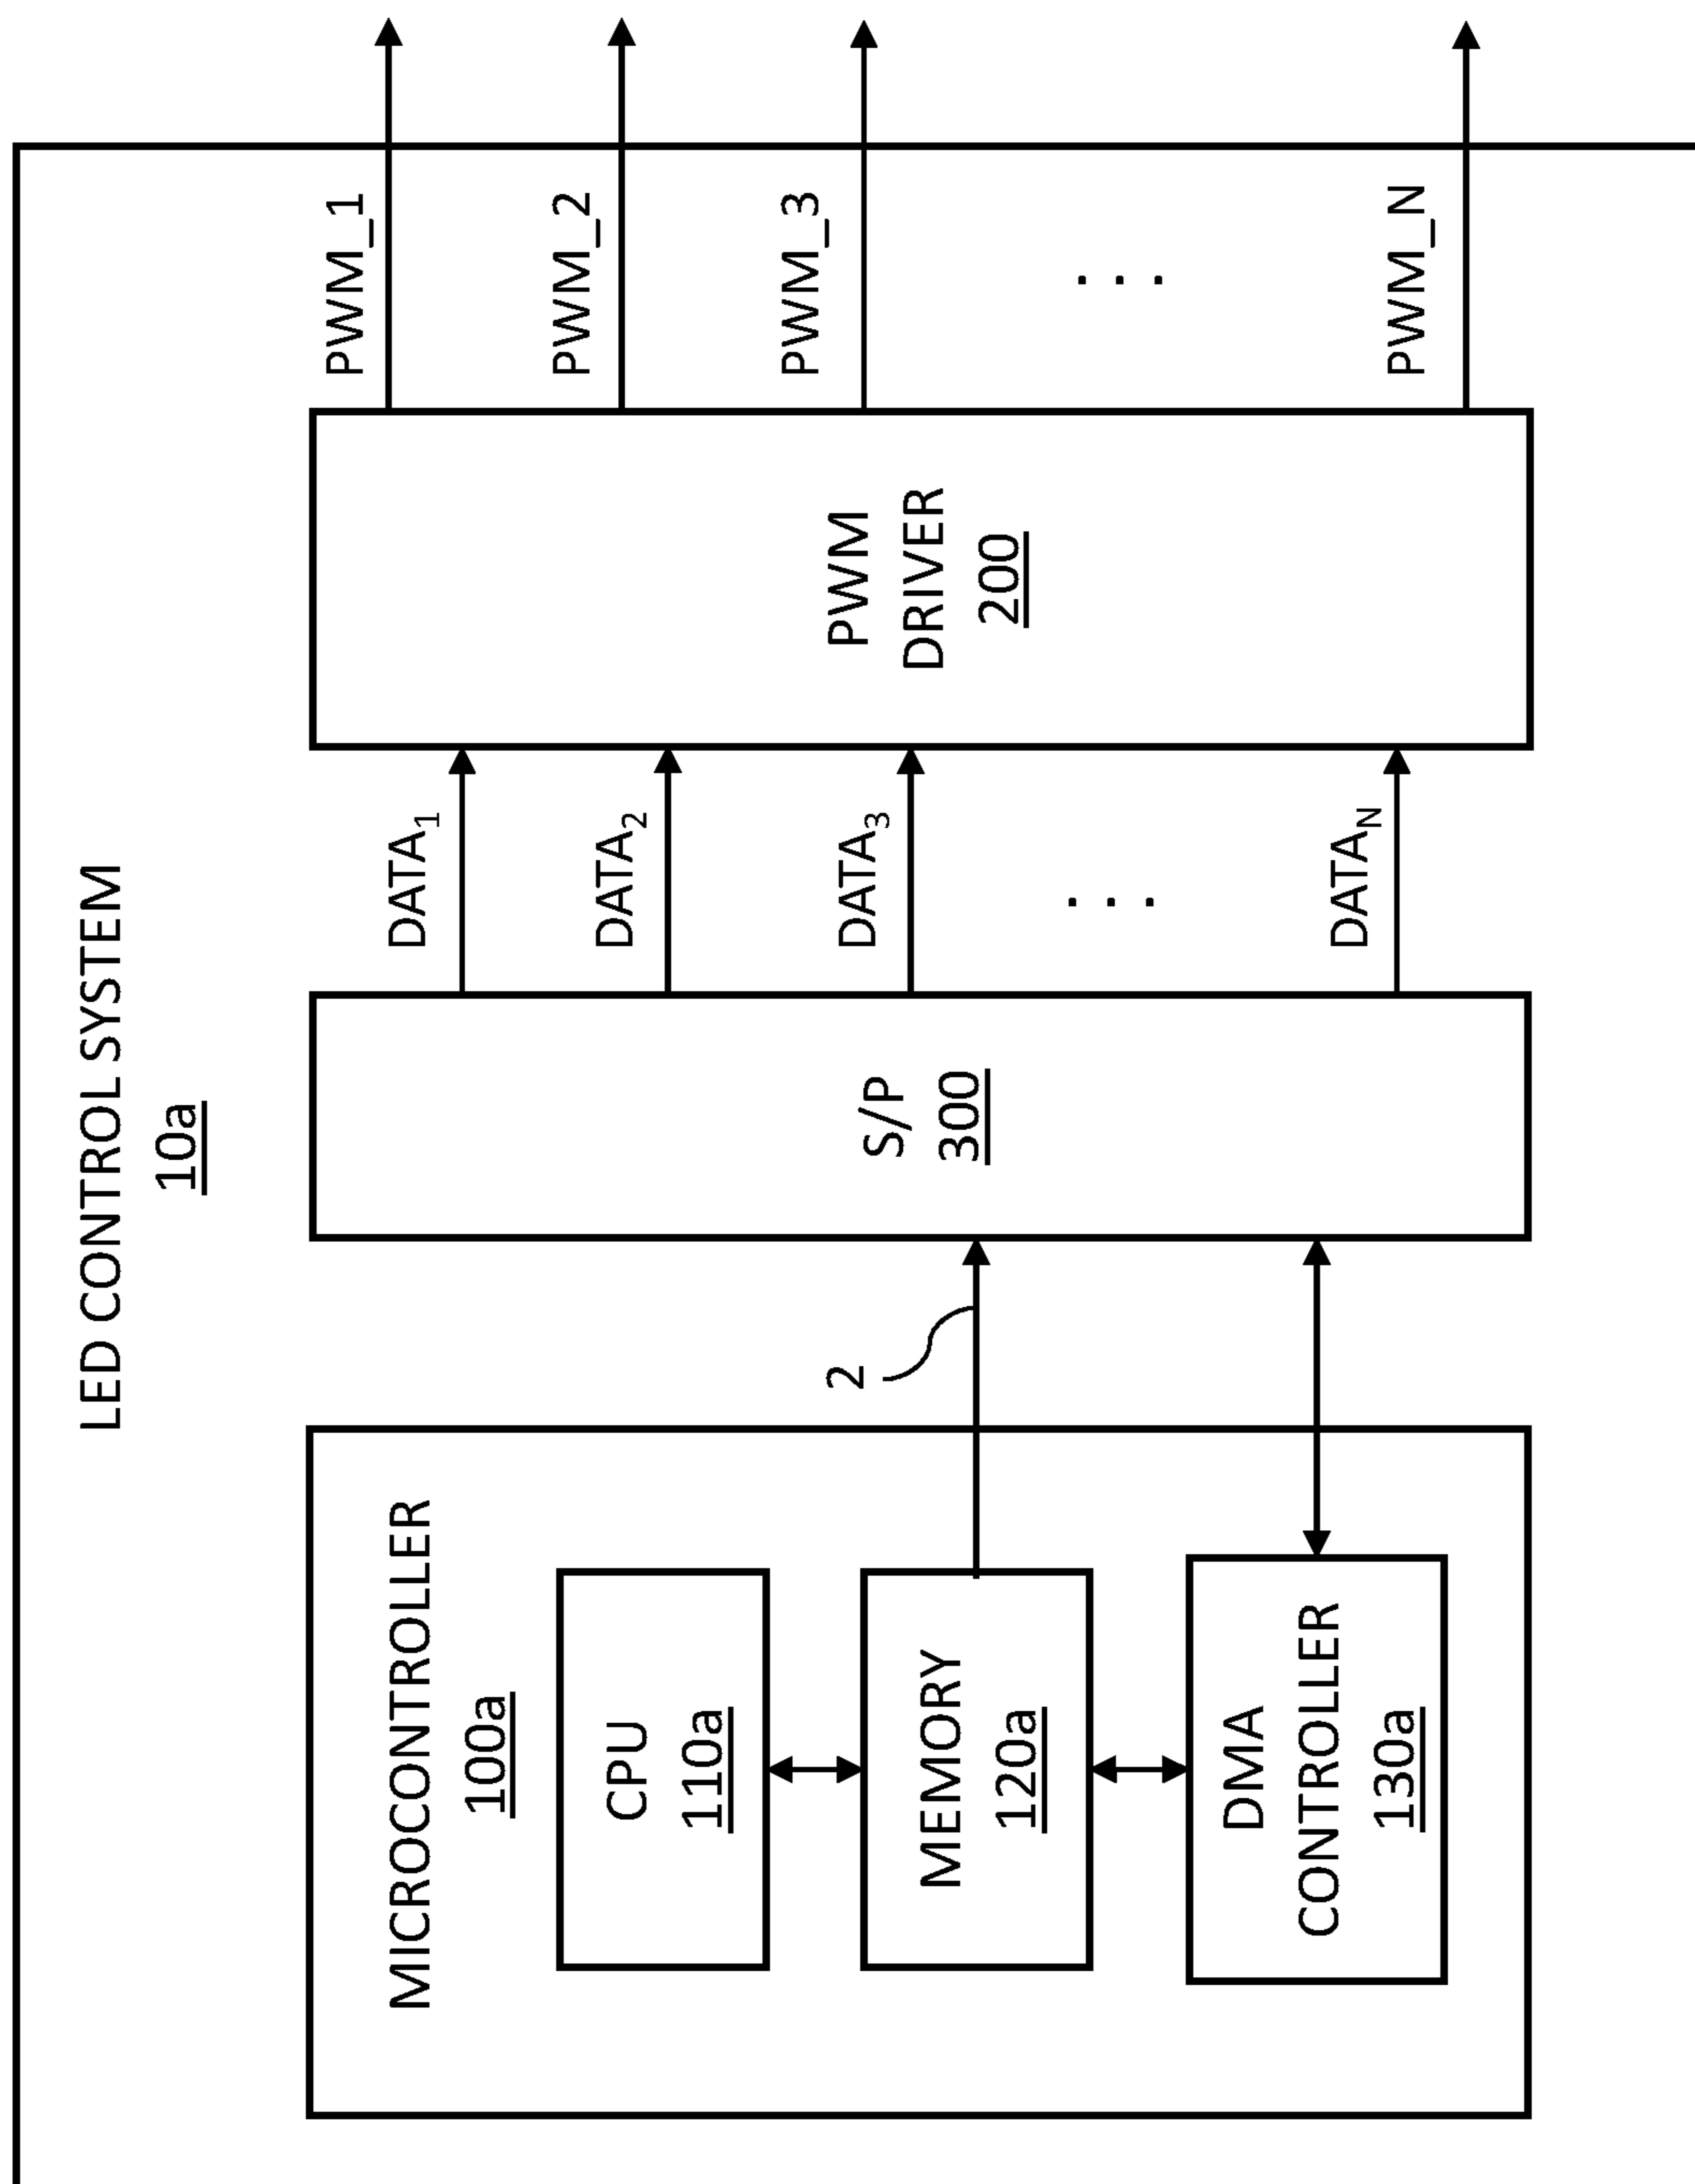 LED CONTROL SYSTEM
10a
MICROCONTROLLER
100a
CPU
110a
MEMORY
120a
DMA
CONTROLLER
130a
2
S/P
300
DATA₁
DATA₂
DATA₃
. . .
DATA_N
PWM
DRIVER
200
PWM_1
PWM_2
PWM_3
. . .
PWM_N